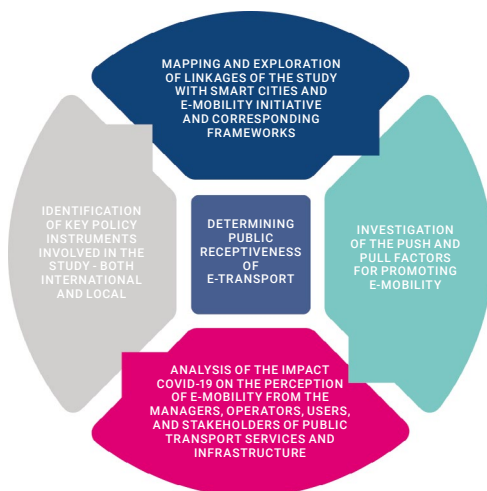 MAPPING AND EXPLORATION
OF LINKAGES OF THE STUDY
WITH SMART CITIES AND
E-MOBILITY INITIATIVE
AND CORRESPONDING
FRAMEWORKS
IDENTIFICATION
OF KEY POLICY
INSTRUMENTS
INVOLVED IN THE
STUDY - BOTH
INTERNATIONAL
AND LOCAL
DETERMINING
PUBLIC
RECEPTIVENESS
OF
E-TRANSPORT
INVESTIGATION
OF THE PUSH AND
PULL FACTORS
FOR PROMOTING
E-MOBILITY
ANALYSIS OF THE IMPACT
COVID-19 ON THE PERCEPTION
OF E-MOBILITY FROM THE
MANAGERS, OPERATORS, USERS,
AND STAKEHOLDERS OF PUBLIC
TRANSPORT SERVICES AND
INFRASTRUCTURE